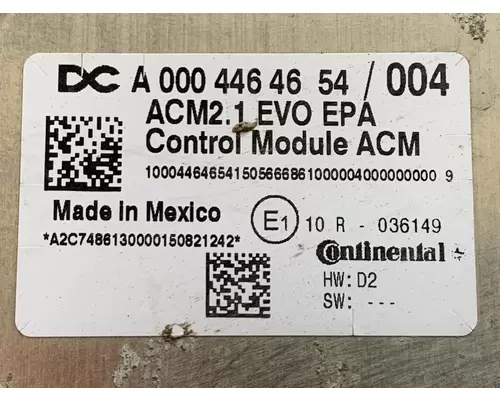 DC A 000 446 46 54 / 004
ACM2.1 EVO EPA
Control Module ACM
10004464654150566686100000400000000 9
Made in Mexico
E1 10 R - 036149
*A2C7486130000150821242*
Continental
HW: D2
SW: ---